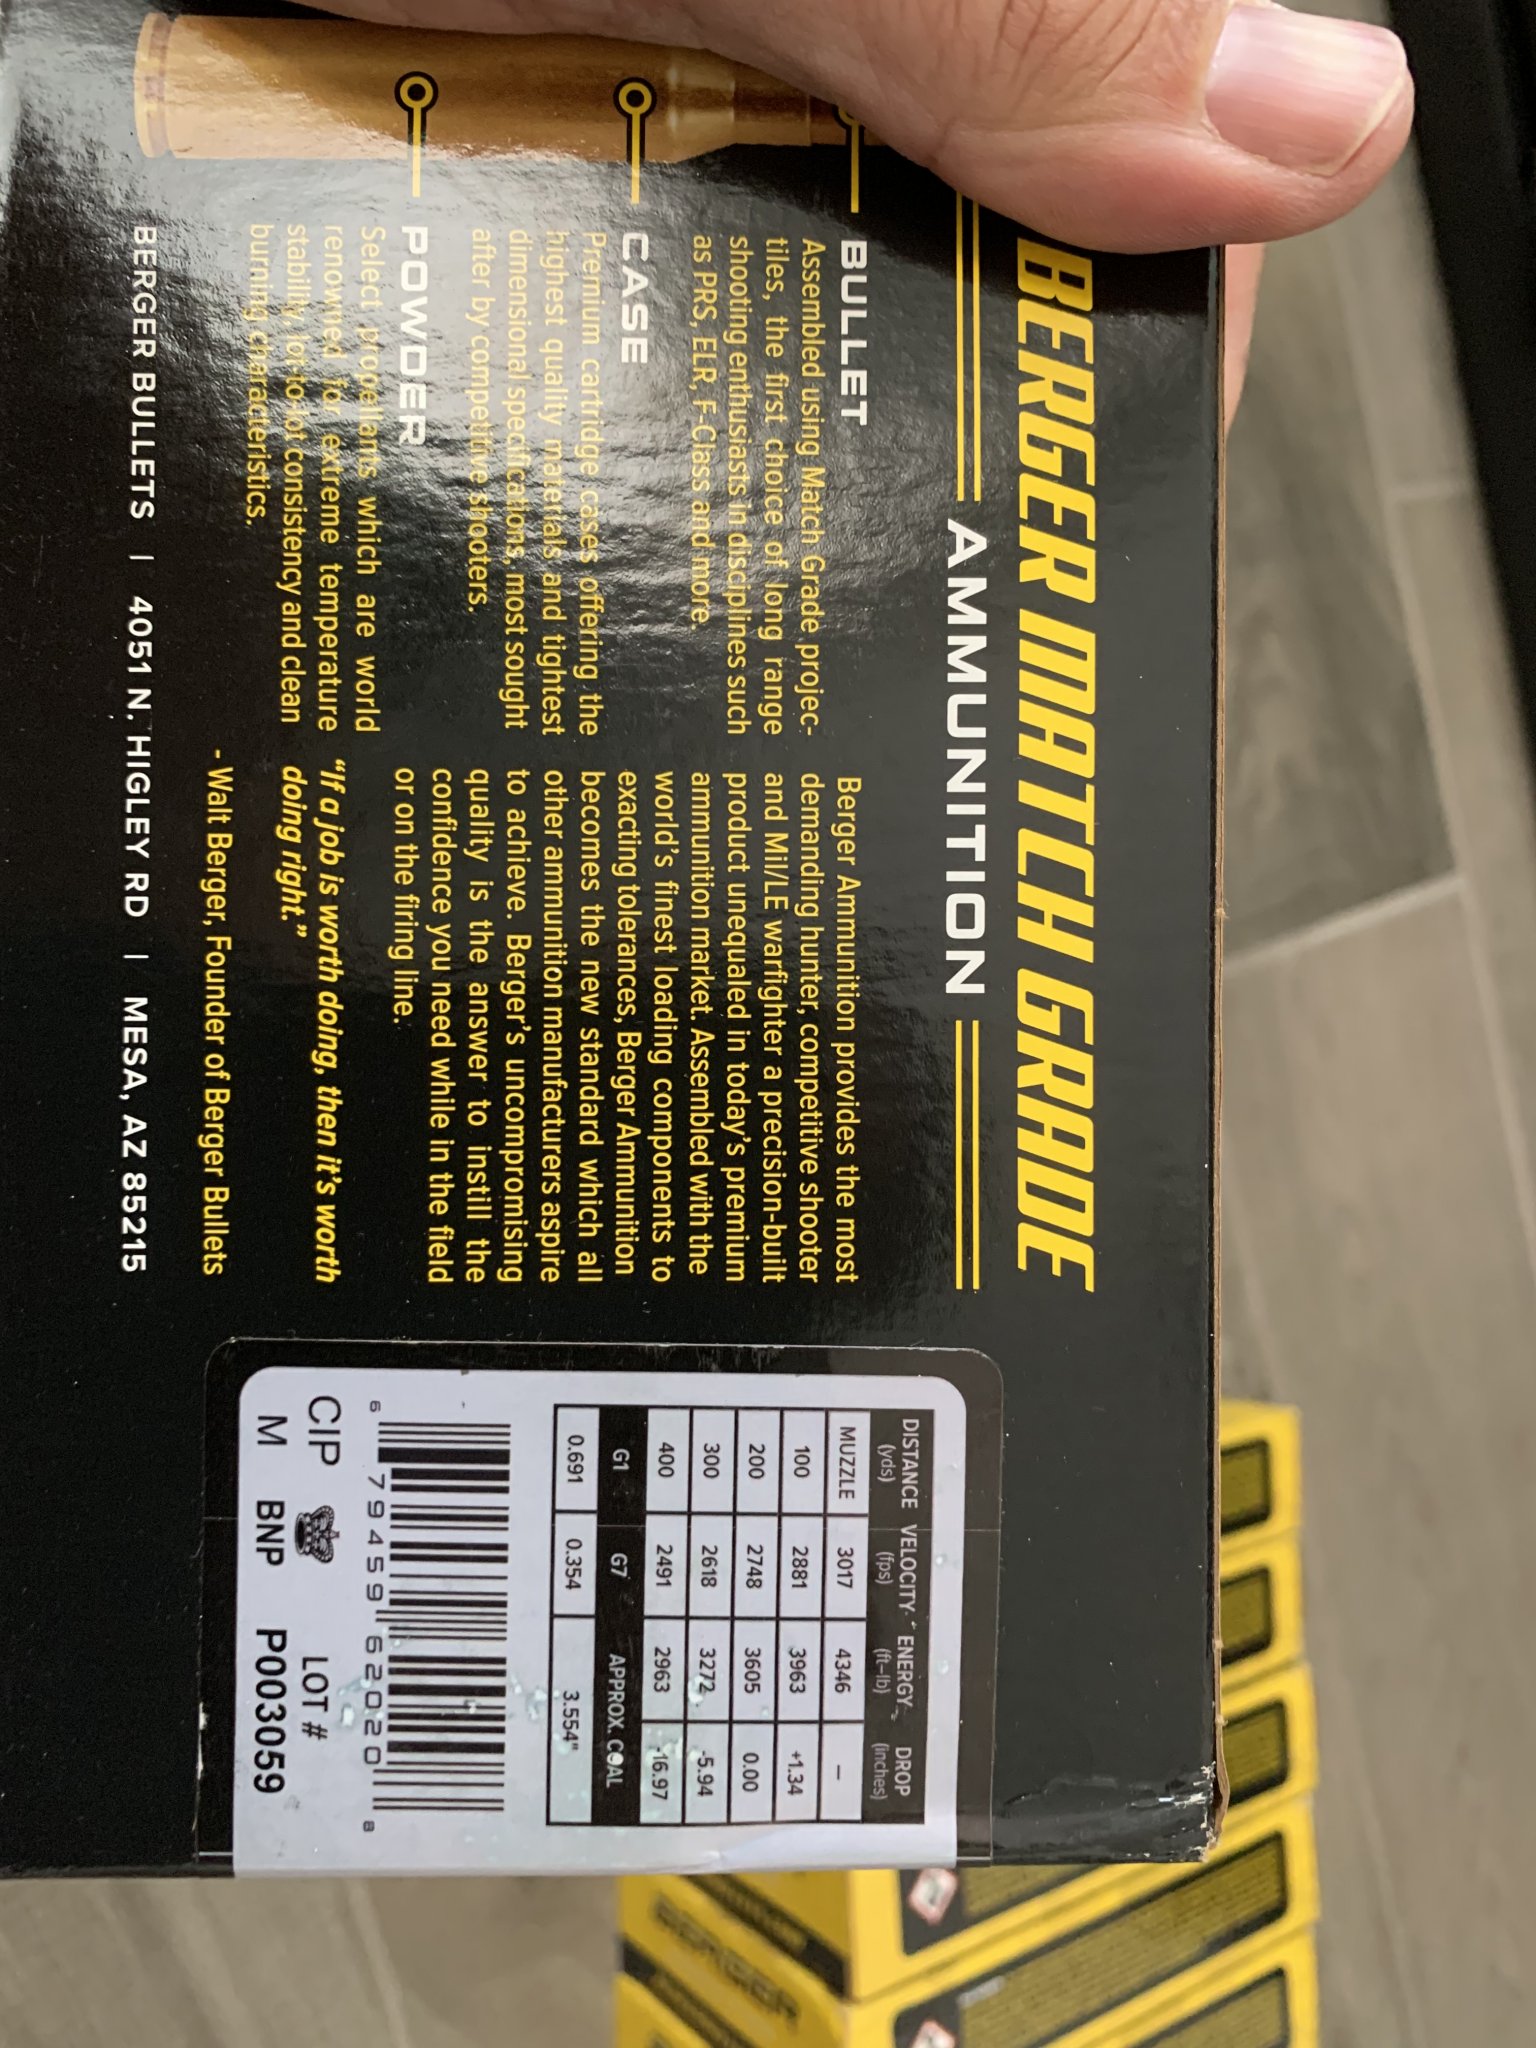 BERGER MATCH GRADE
AMMUNITION
BULLET
Assembled using Match Grade projec-
tiles, the first choice of long range
shooting enthusiasts in disciplines such
as PRS, ELR, F-Class and more.
CASE
Premium cartridge cases offering the
highest quality materials and tightest
dimensional specifications, most sought
after by competitive shooters.
POWDER
Select propellants which are world
renowned for extreme temperature
stability, lot-to-lot consistency and clean
burning characteristics.
Berger Ammunition provides the most
demanding hunter, competitive shooter
and Mil/LE warfighter a precision-built
product unequaled in today's premium
ammunition market. Assembled with the
world's finest loading components to
exacting tolerances, Berger Ammunition
becomes the new standard which all
other ammunition manufacturers aspire
to achieve. Berger's uncompromising
quality is the answer to instill the
confidence you need while in the field
or on the firing line.
"If a job is worth doing, then it's worth
doing right."
- Walt Berger, Founder of Berger Bullets
BERGER BULLETS | 4051 N. HIGLEY RD | MESA, AZ 85215
DISTANCE VELOCITY ENERGY DROP
(yds) (fps) (ft-lb) (inches)
MUZZLE 3017 4346 –
100 2881 3963 +1.34
200 2748 3605 0.00
300 2618 3272 -5.94
400 2491 2963 -16.97
G1 G7 APPROX. COAL
0.691 0.354 3.554"
6 79459 62020 8
CIP LOT #
M BNP P003059
BERGER